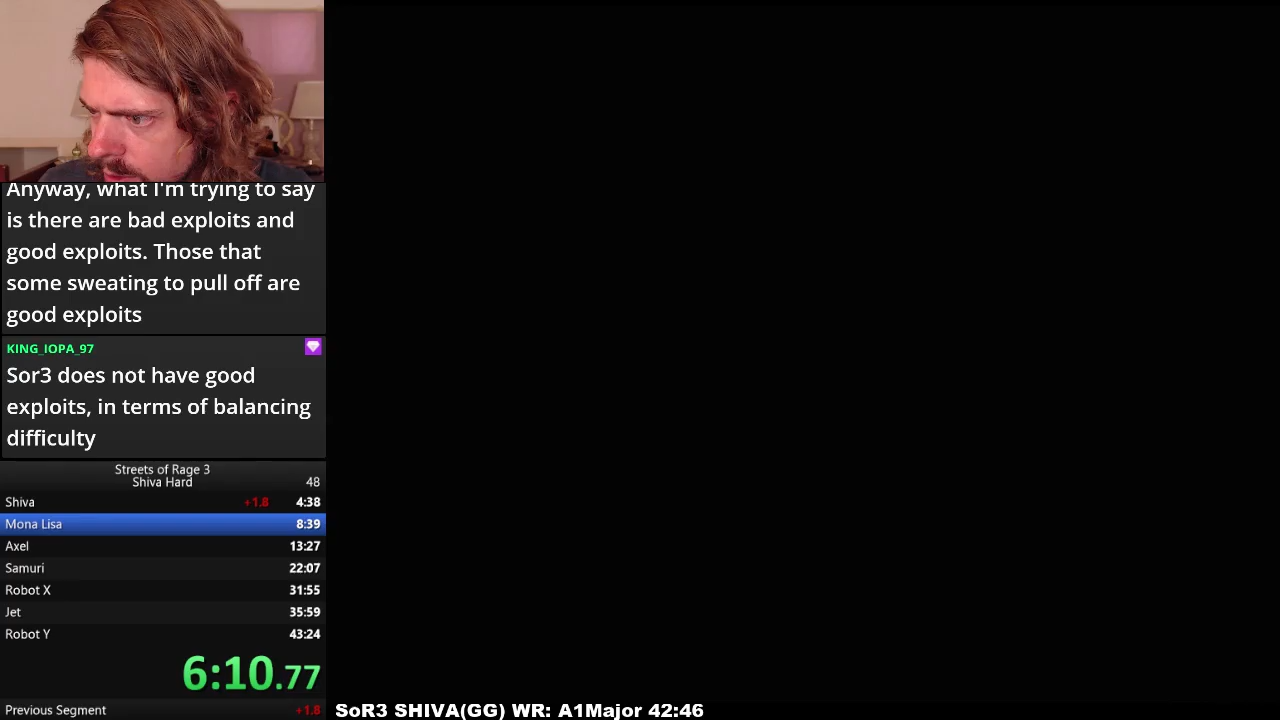 Anyway, what I'm trying to say
is there are bad exploits and
good exploits. Those that
some sweating to pull off are
good exploits
KING_IOPA_97
Sor3 does not have good
exploits, in terms of balancing
difficulty
Streets of Rage 3
Shiva Hard 48
Shiva +1.8 4:38
Mona Lisa 8:39
Axel 13:27
Samuri 22:07
Robot X 31:55
Jet 35:59
Robot Y 43:24
6:10.77
Previous Segment +1.8
SoR3 SHIVA(GG) WR: A1Major 42:46